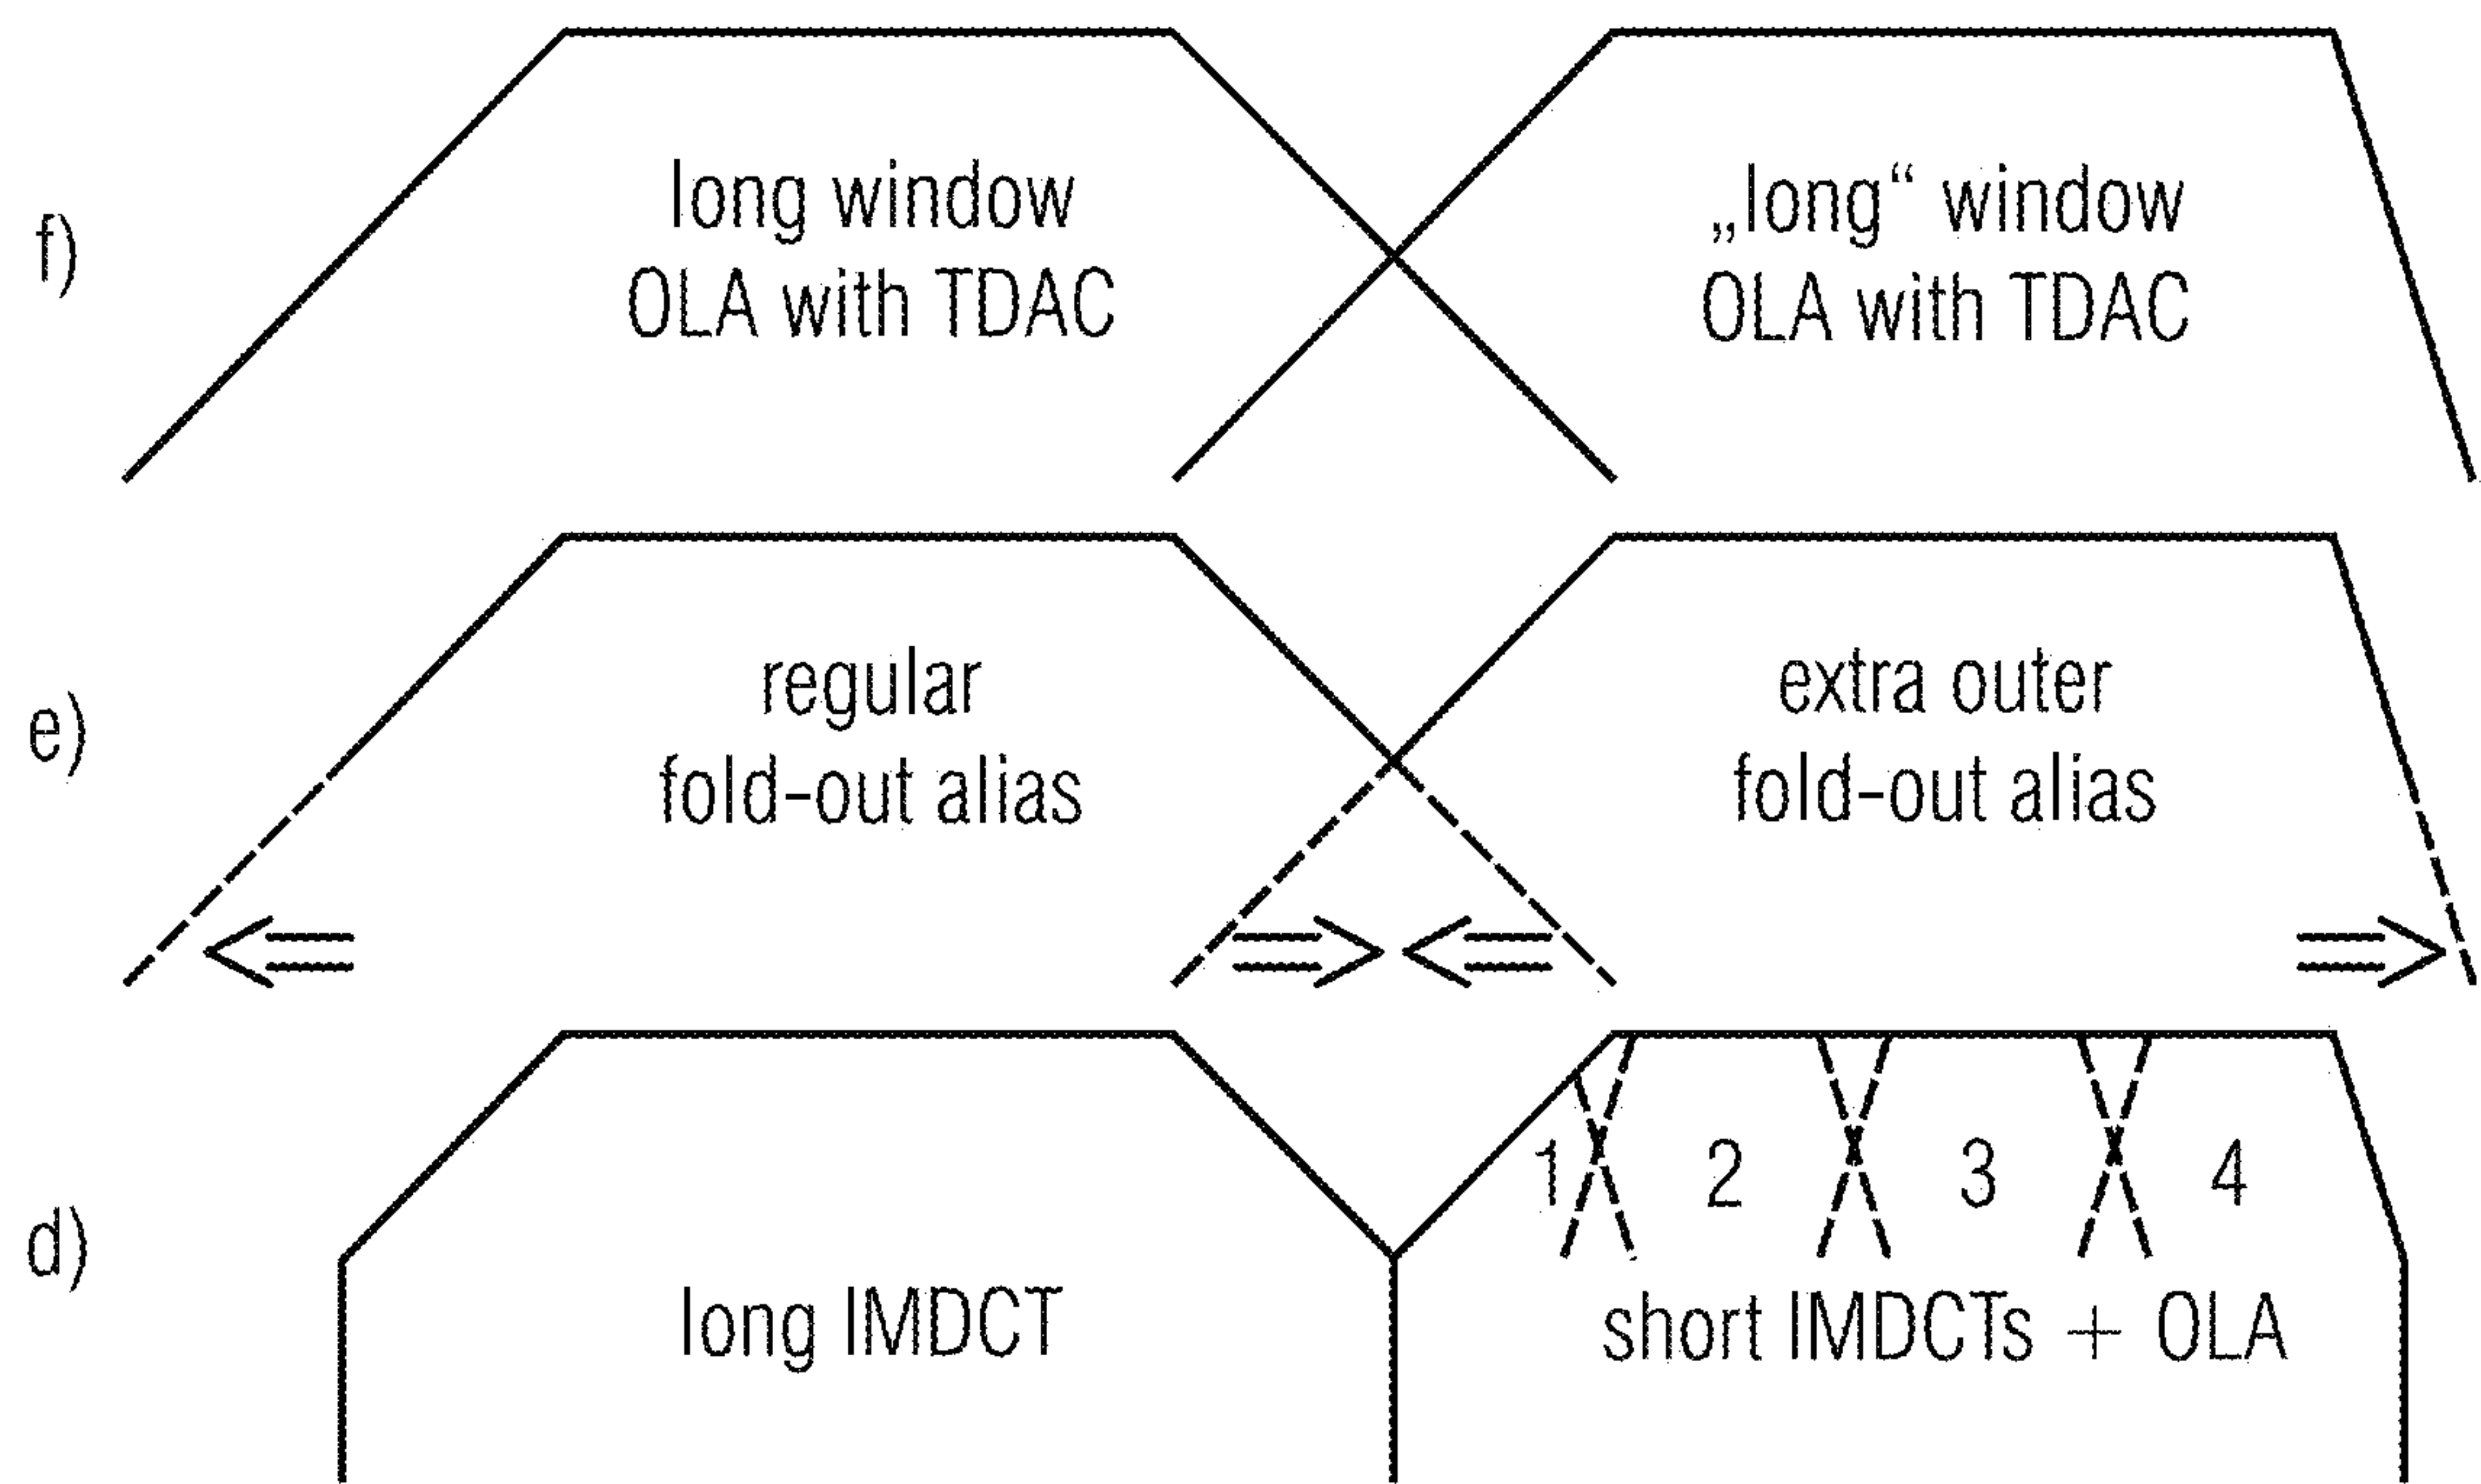 f)
long window
OLA with TDAC
„long“ window
OLA with TDAC
e)
regular
fold-out alias
extra outer
fold-out alias
d)
1
2
3
4
long IMDCT
short IMDCTs + OLA